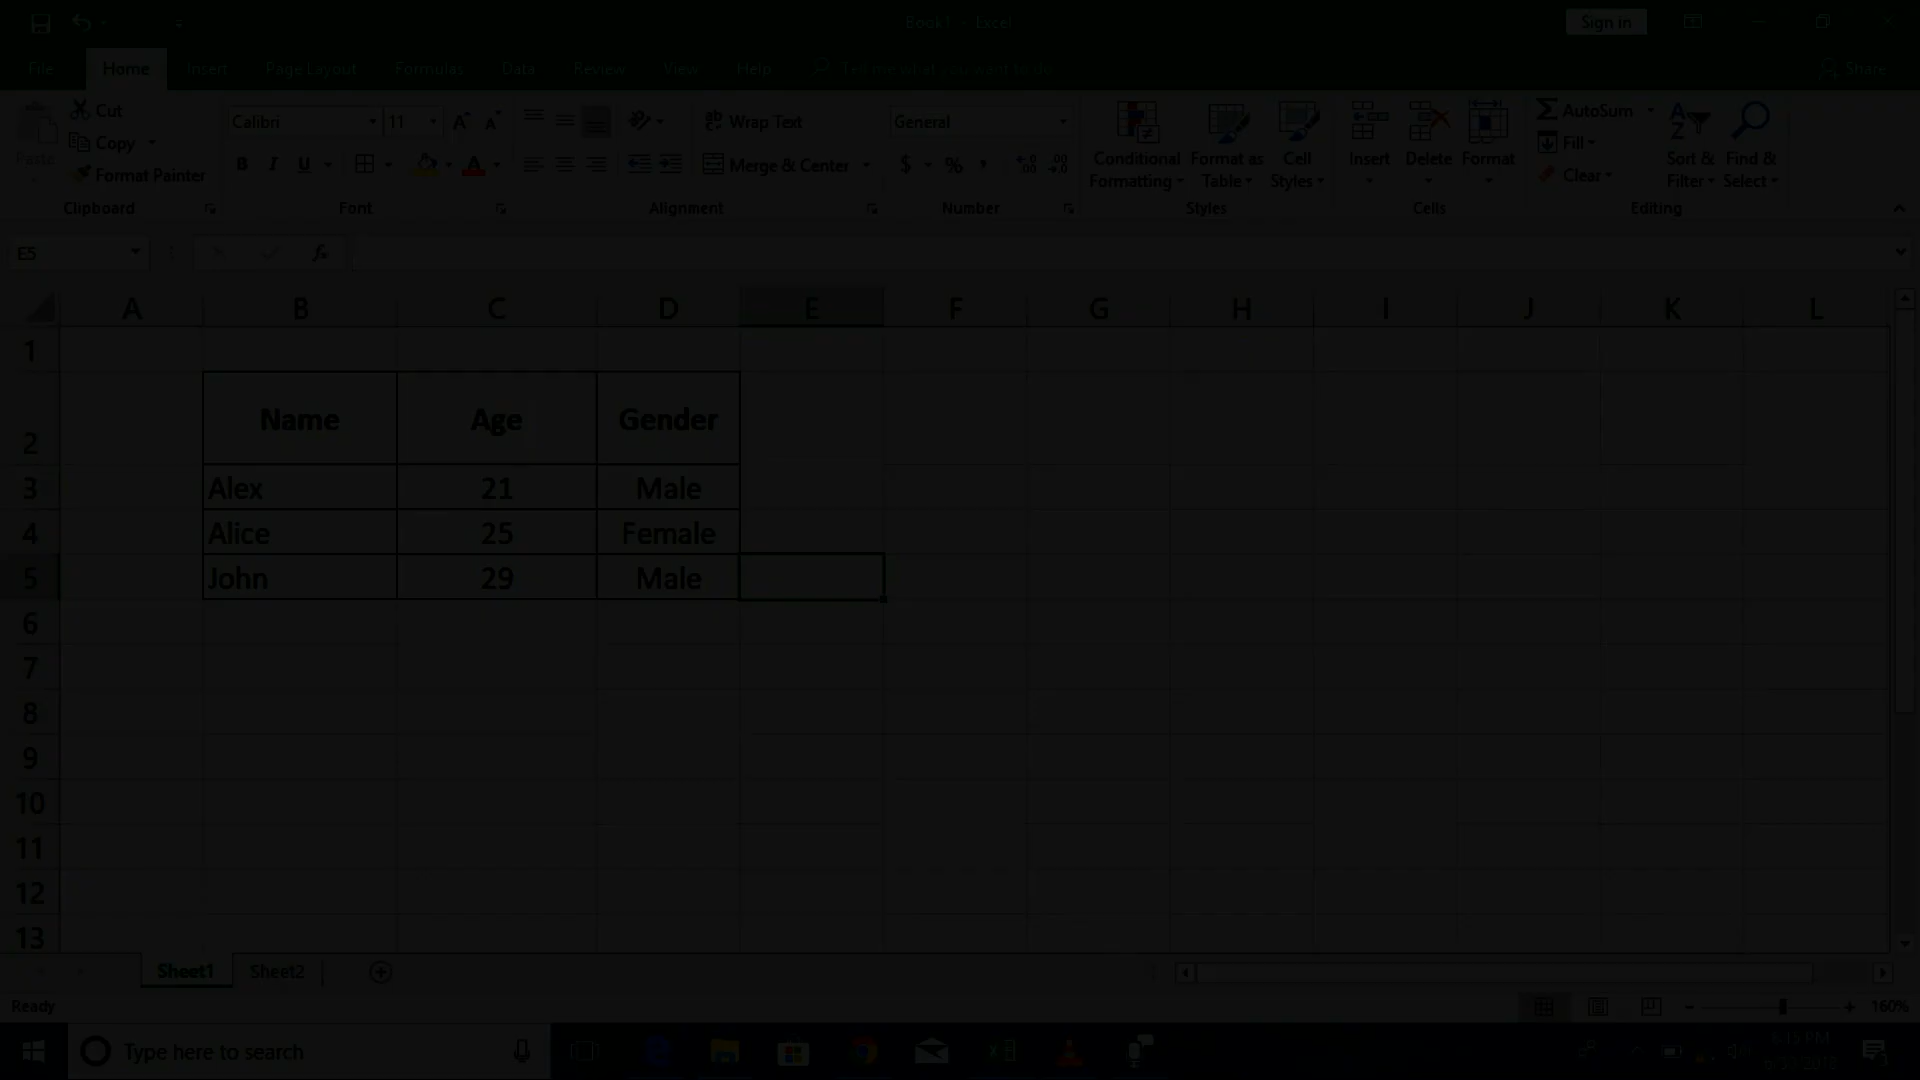 Book1 - Excel
Sign in
File Home Insert Page Layout Formulas Data Review View Help Tell me what you want to do Share
Paste
Cut
Copy
Format Painter
Clipboard
Calibri 11
B I U A
Font
Wrap Text
Merge & Center
Alignment
General
$ % ,
Number
Conditional Formatting
Format as Table
Cell Styles
Styles
Insert Delete Format
Cells
AutoSum
Fill
Clear
Sort & Filter
Find & Select
Editing
E5 fx
A B C D E F G H I J K L
1
2 Name Age Gender
3 Alex 21 Male
4 Alice 25 Female
5 John 29 Male
6
7
8
9
10
11
12
13
Sheet1 Sheet2
Ready 160%
Type here to search